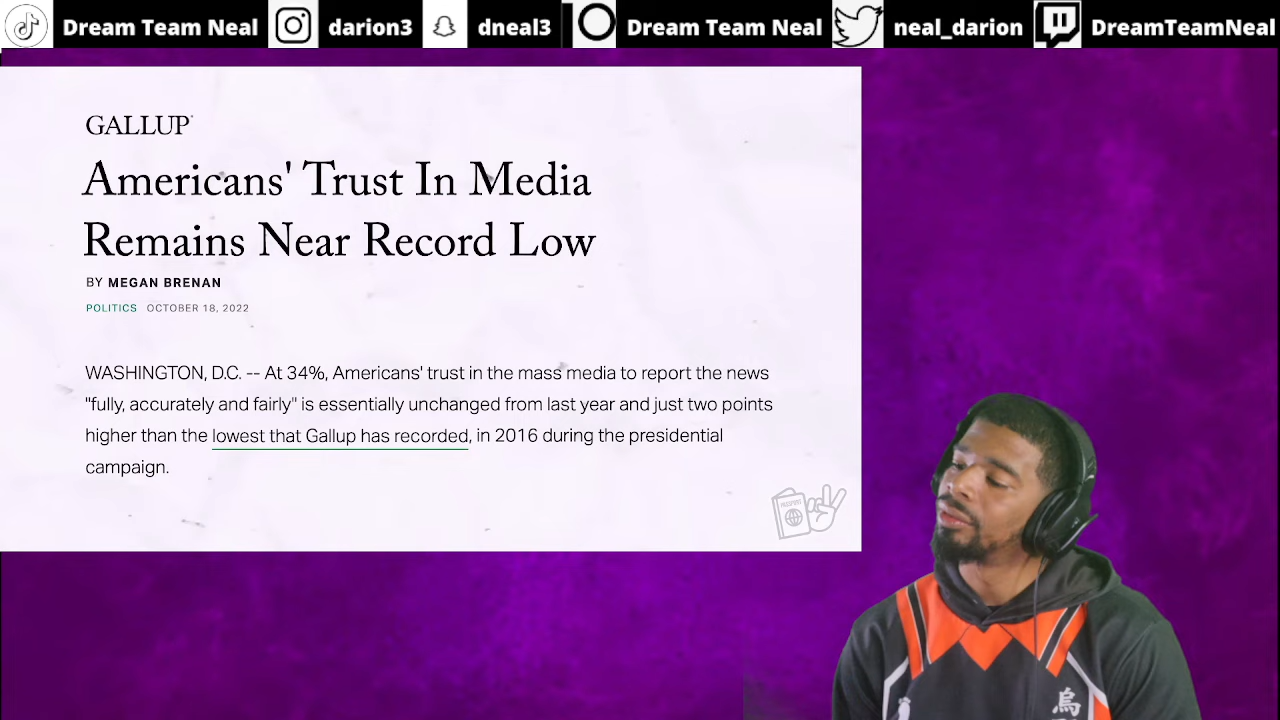 Dream Team Neal darion3 dneal3 Dream Team Neal neal_darion DreamTeamNeal
GALLUP
Americans' Trust In Media
Remains Near Record Low
BY MEGAN BRENAN
POLITICS OCTOBER 18, 2022
WASHINGTON, D.C. -- At 34%, Americans' trust in the mass media to report the news
"fully, accurately and fairly" is essentially unchanged from last year and just two points
higher than the lowest that Gallup has recorded, in 2016 during the presidential
campaign.
PASSPORT
烏